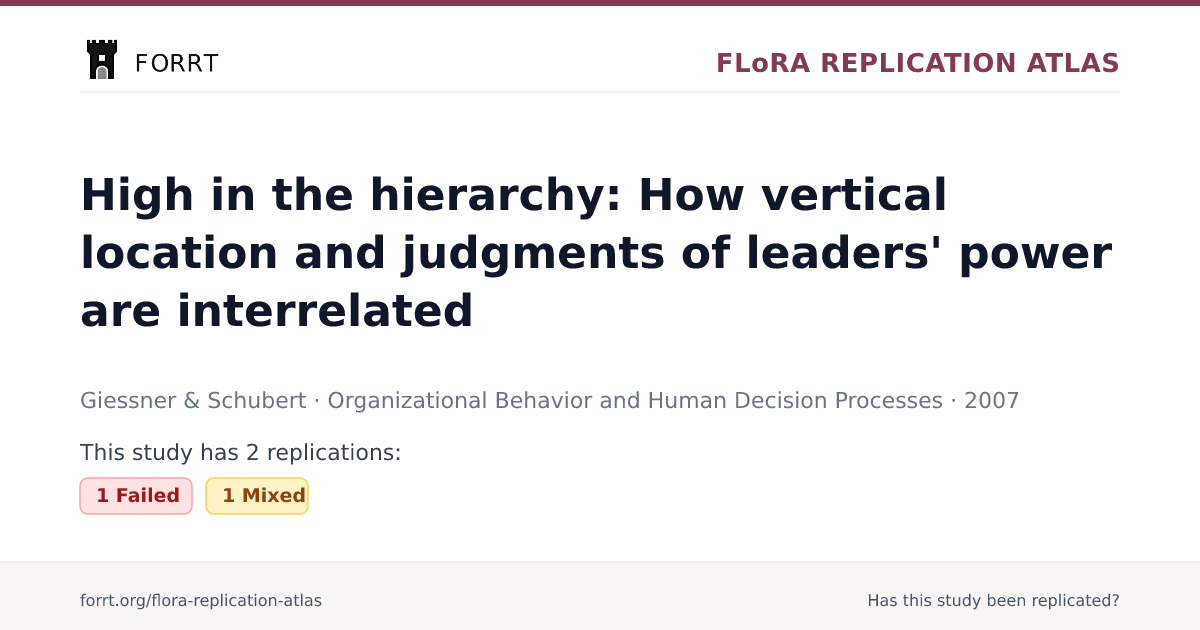 FORRT
FLoRA REPLICATION ATLAS
High in the hierarchy: How vertical
location and judgments of leaders' power
are interrelated
Giessner & Schubert · Organizational Behavior and Human Decision Processes · 2007
This study has 2 replications:
1 Failed
1 Mixed
forrt.org/flora-replication-atlas
Has this study been replicated?